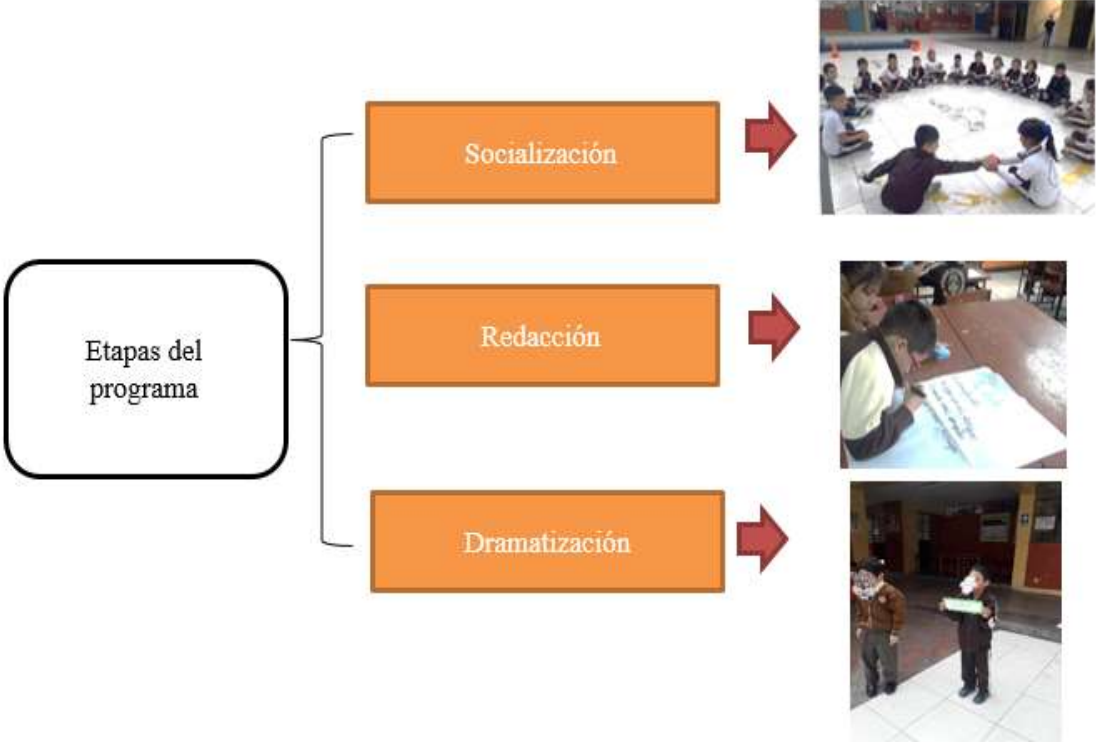 Etapas del
programa
Socialización
Redacción
Dramatización